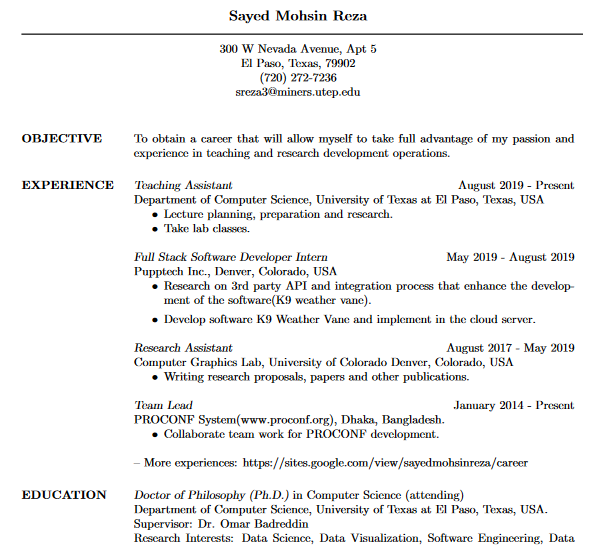 Sayed Mohsin Reza
300 W Nevada Avenue, Apt 5
El Paso, Texas, 79902
(720) 272-7236
sreza3@miners.utep.edu
OBJECTIVE To obtain a career that will allow myself to take full advantage of my passion and
experience in teaching and research development operations.
EXPERIENCE Teaching Assistant August 2019 - Present
Department of Computer Science, University of Texas at El Paso, Texas, USA
• Lecture planning, preparation and research.
• Take lab classes.
Full Stack Software Developer Intern May 2019 - August 2019
Pupptech Inc., Denver, Colorado, USA
• Research on 3rd party API and integration process that enhance the develop-
ment of the software(K9 weather vane).
• Develop software K9 Weather Vane and implement in the cloud server.
Research Assistant August 2017 - May 2019
Computer Graphics Lab, University of Colorado Denver, Colorado, USA
• Writing research proposals, papers and other publications.
Team Lead January 2014 - Present
PROCONF System(www.proconf.org), Dhaka, Bangladesh.
• Collaborate team work for PROCONF development.
– More experiences: https://sites.google.com/view/sayedmohsinreza/career
EDUCATION Doctor of Philosophy (Ph.D.) in Computer Science (attending)
Department of Computer Science, University of Texas at El Paso, Texas, USA.
Supervisor: Dr. Omar Badreddin
Research Interests: Data Science, Data Visualization, Software Engineering, Data